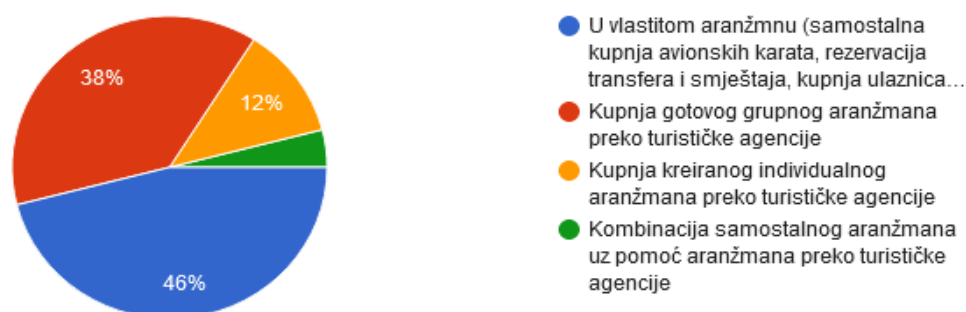 38%
12%
46%
U vlastitom aranžmnu (samostalna
kupnja avionskih karata, rezervacija
transfera i smještaja, kupnja ulaznica…
Kupnja gotovog grupnog aranžmana
preko turističke agencije
Kupnja kreiranog individualnog
aranžmana preko turističke agencije
Kombinacija samostalnog aranžmana
uz pomoć aranžmana preko turističke
agencije